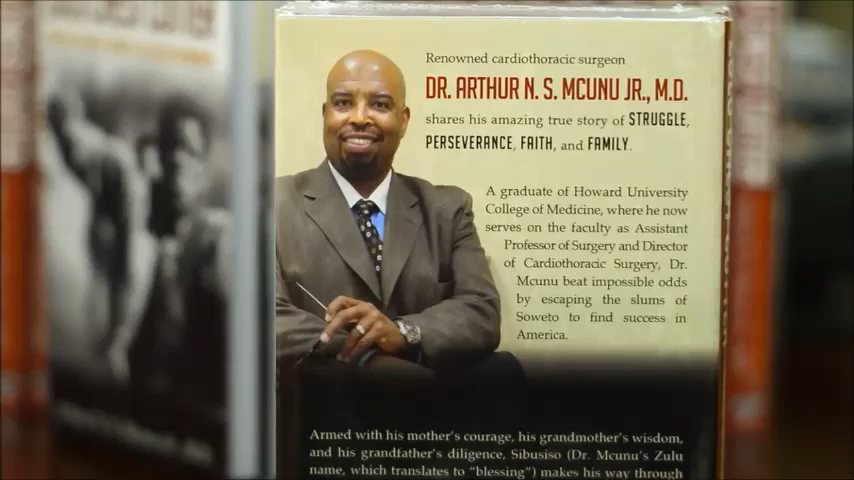 Renowned cardiothoracic surgeon
DR. ARTHUR N. S. MCUNU JR., M.D.
shares his amazing true story of STRUGGLE,
PERSEVERANCE, FAITH, and FAMILY.
A graduate of Howard University
College of Medicine, where he now
serves on the faculty as Assistant
Professor of Surgery and Director
of Cardiothoracic Surgery, Dr.
Mcunu beat impossible odds
by escaping the slums of
Soweto to find success in
America.
Armed with his mother's courage, his grandmother's wisdom,
and his grandfather's diligence, Sibusiso (Dr. Mcunu's Zulu
name, which translates to "blessing") makes his way through